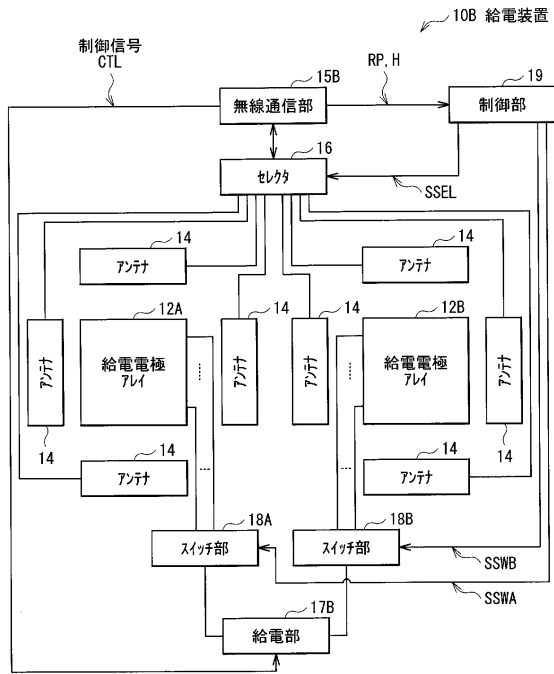 10B 給電装置
制御信号
CTL
15B
無線通信部
RP, H
19
制御部
16
セレクタ
SSEL
14
アンテナ
14
アンテナ
12A
給電電極
アレイ
14
アンテナ
14
アンテナ
12B
給電電極
アレイ
アンテナ
14
アンテナ
14
14
アンテナ
14
アンテナ
18A
スイッチ部
18B
スイッチ部
SSWB
SSWA
17B
給電部